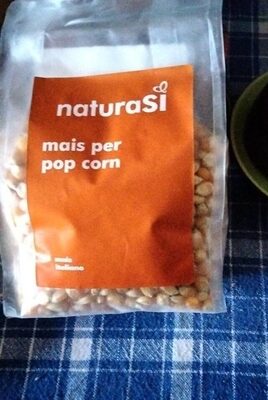 naturaSì
mais per
pop corn
mais
italiano